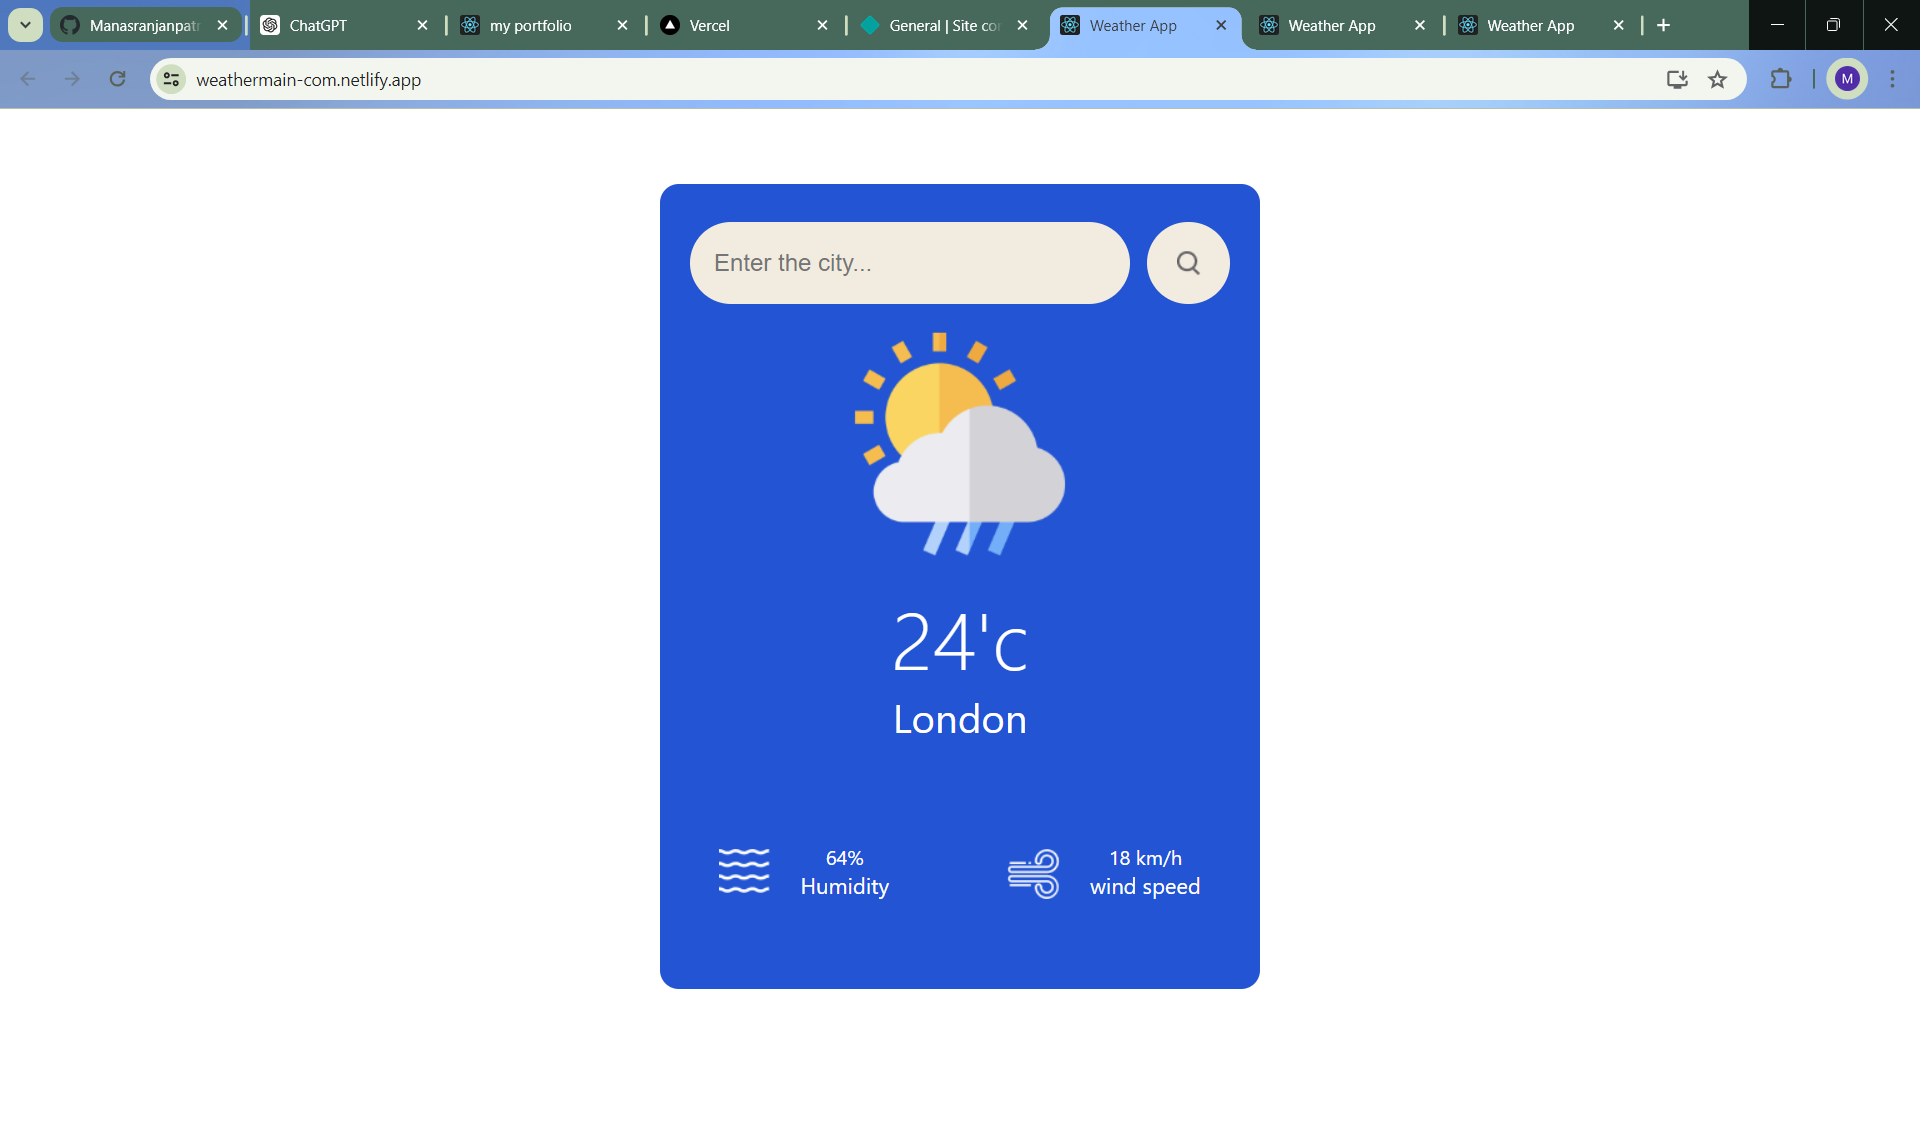 Manasranjanpat
ChatGPT
my portfolio
Vercel
General | Site co
Weather App
Weather App
Weather App
weathermain-com.netlify.app
M
Enter the city...
24'c
London
64%
Humidity
18 km/h
wind speed